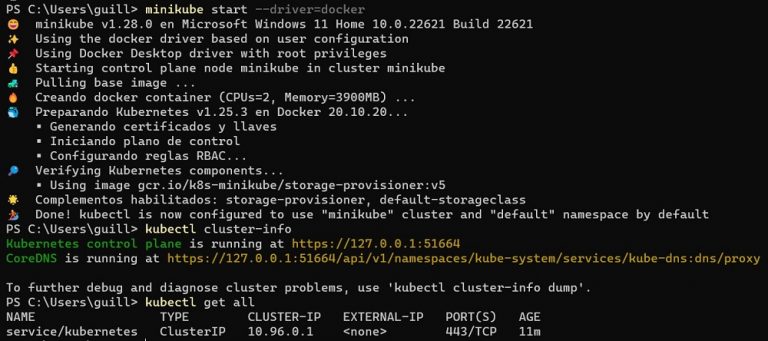 PS C:\Users\guill> minikube start --driver=docker
minikube v1.28.0 en Microsoft Windows 11 Home 10.0.22621 Build 22621
Using the docker driver based on user configuration
Using Docker Desktop driver with root privileges
Starting control plane node minikube in cluster minikube
Pulling base image ...
Creando docker container (CPUs=2, Memory=3900MB) ...
Preparando Kubernetes v1.25.3 en Docker 20.10.20...
▪ Generando certificados y llaves
▪ Iniciando plano de control
▪ Configurando reglas RBAC...
Verifying Kubernetes components...
▪ Using image gcr.io/k8s-minikube/storage-provisioner:v5
Complementos habilitados: storage-provisioner, default-storageclass
Done! kubectl is now configured to use "minikube" cluster and "default" namespace by default
PS C:\Users\guill> kubectl cluster-info
Kubernetes control plane is running at https://127.0.0.1:51664
CoreDNS is running at https://127.0.0.1:51664/api/v1/namespaces/kube-system/services/kube-dns:dns/proxy
To further debug and diagnose cluster problems, use 'kubectl cluster-info dump'.
PS C:\Users\guill> kubectl get all
NAME TYPE CLUSTER-IP EXTERNAL-IP PORT(S) AGE
service/kubernetes ClusterIP 10.96.0.1 <none> 443/TCP 11m